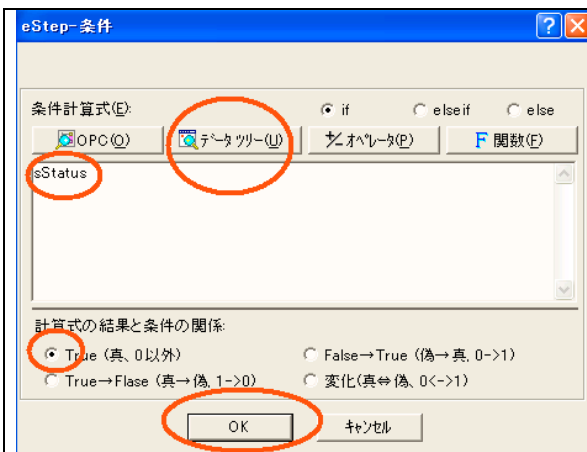 eStep-条件
条件計算式(E): if elseif else
OPC(O) データ ツリー(U) オペレータ(P) F 関数(F)
sStatus
計算式の結果と条件の関係:
True (真、0以外) False→True (偽→真、0->1)
True→Flase (真→偽、1->0) 変化(真⇔偽、0<->1)
OK キャンセル